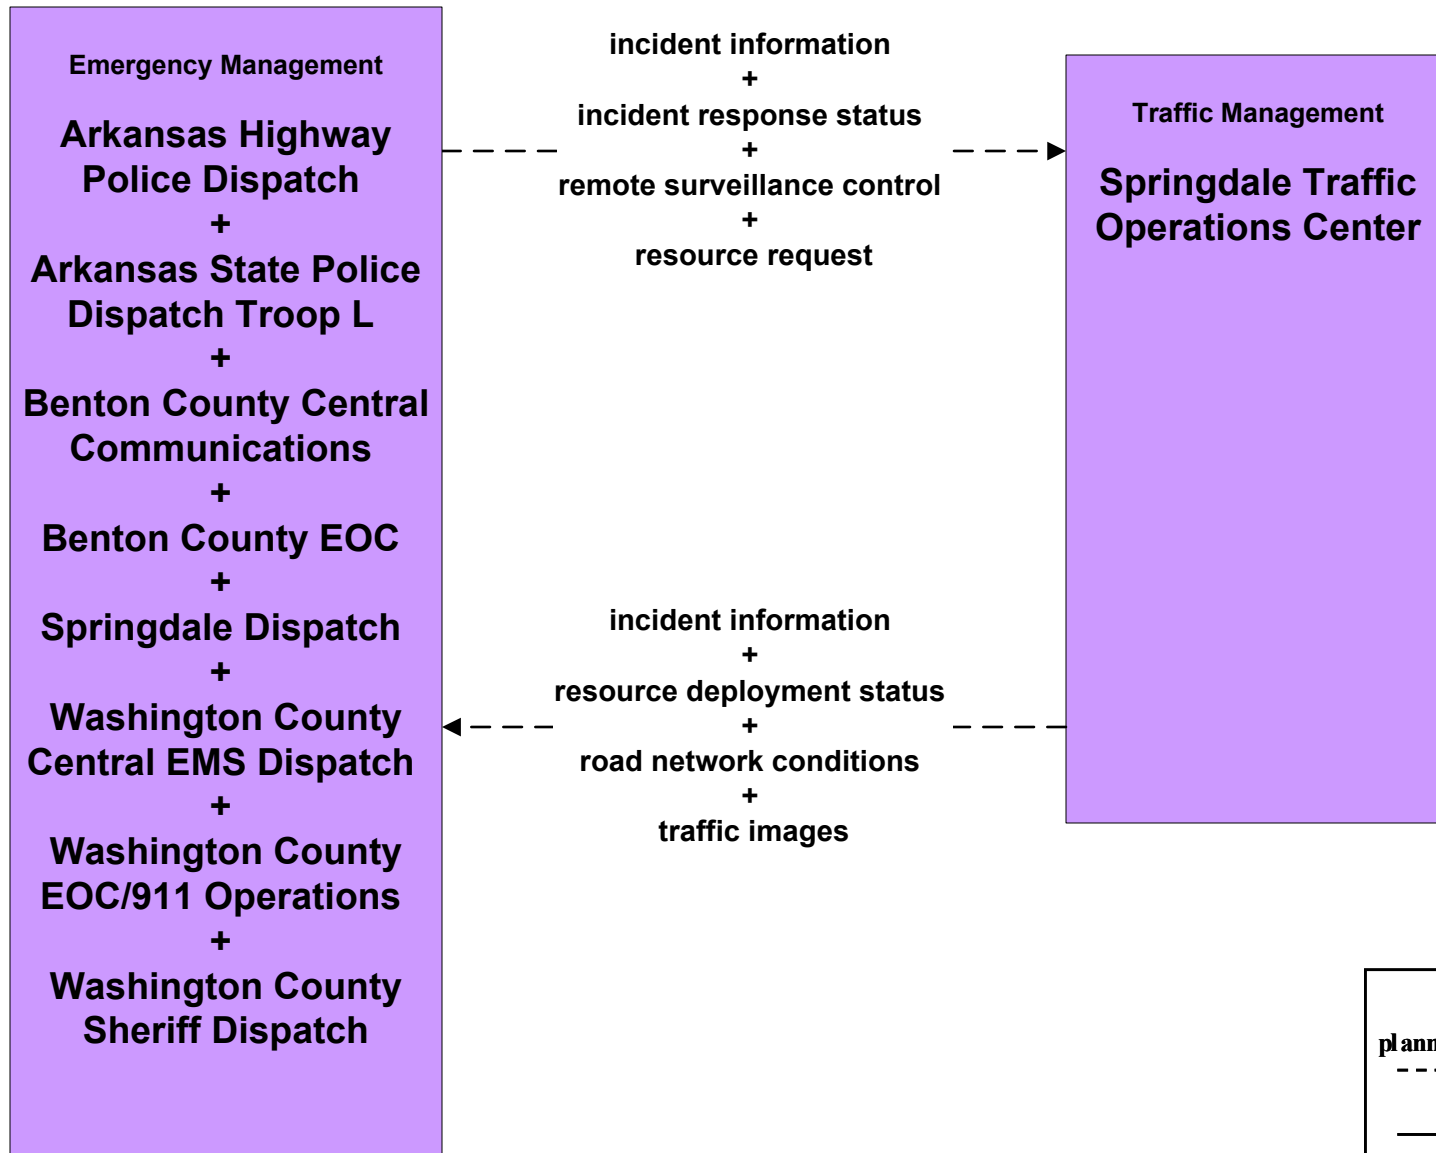 Emergency Management
Arkansas Highway
Police Dispatch
+
Arkansas State Police
Dispatch Troop L
+
Benton County Central
Communications
+
Benton County EOC
+
Springdale Dispatch
+
Washington County
Central EMS Dispatch
+
Washington County
EOC/911 Operations
+
Washington County
Sheriff Dispatch
incident information
+
incident response status
+
remote surveillance control
+
resource request
incident information
+
resource deployment status
+
road network conditions
+
traffic images
Traffic Management
Springdale Traffic
Operations Center